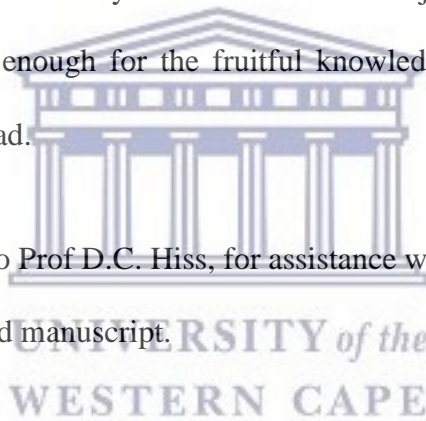 enough for the fruitful knowled
ad.
o Prof D.C. Hiss, for assistance w
d manuscript.
UNIVERSITY of the
WESTERN CAPE